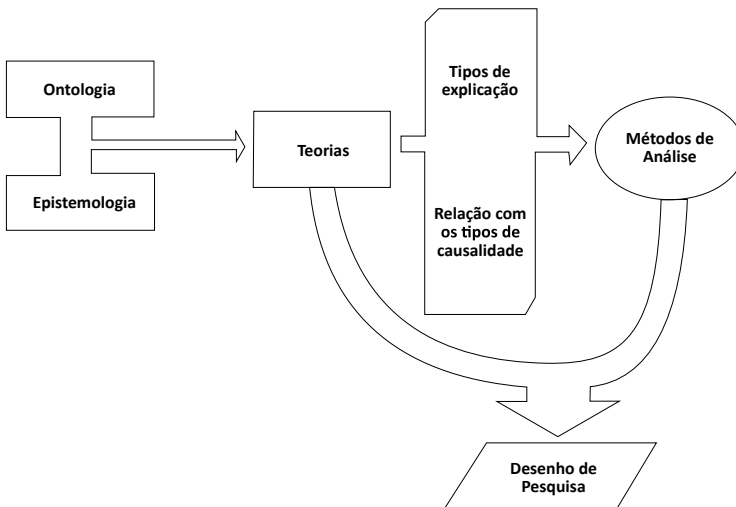 Ontologia
Epistemologia
Teorias
Tipos de
explicação
Relação com
os tipos de
causalidade
Métodos de
Análise
Desenho de
Pesquisa